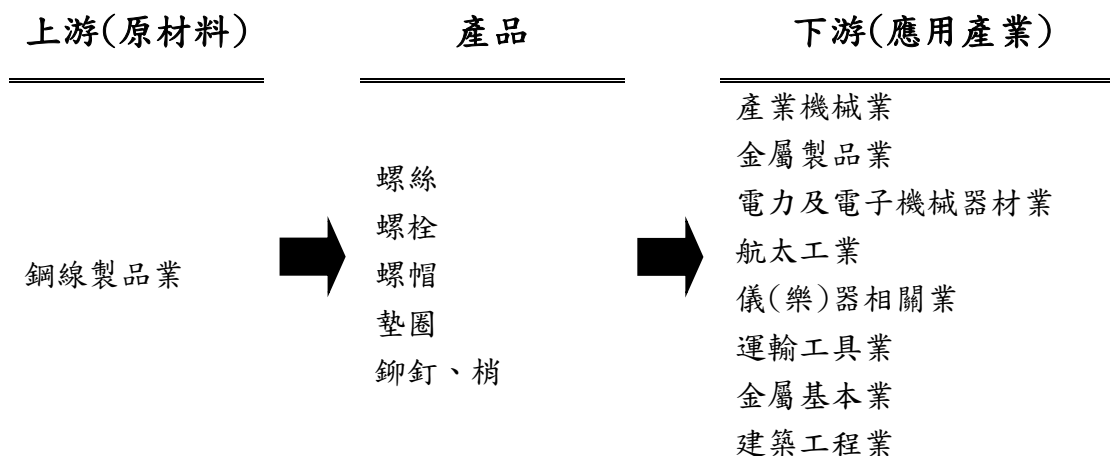 上游(原材料)
產品
下游(應用產業)
鋼線製品業
螺絲
螺栓
螺帽
墊圈
鉚釘、梢
產業機械業
金屬製品業
電力及電子機械器材業
航太工業
儀(樂)器相關業
運輸工具業
金屬基本業
建築工程業